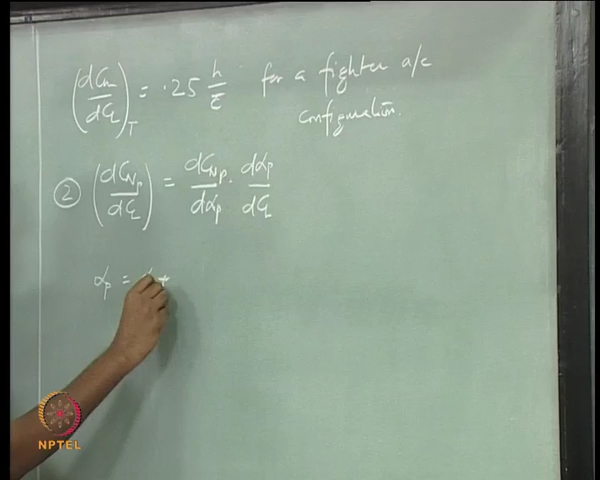 (dCm/dCL)T = .25 h/c̄ for a fighter a/c
configuration.
② (dCNp/dCL) = dCNp/dαp · dαp/dCL
αp = α +
NPTEL